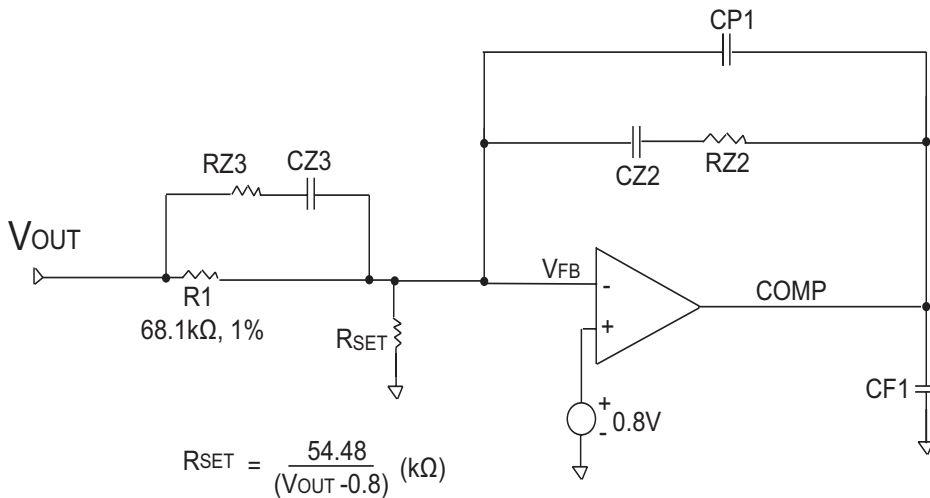 CP1
CZ2
RZ2
RZ3
CZ3
VOUT
R1
68.1kΩ, 1%
RSET
VFB
-
+
COMP
+
-
0.8V
CF1
RSET = 54.48 / (VOUT -0.8) (kΩ)